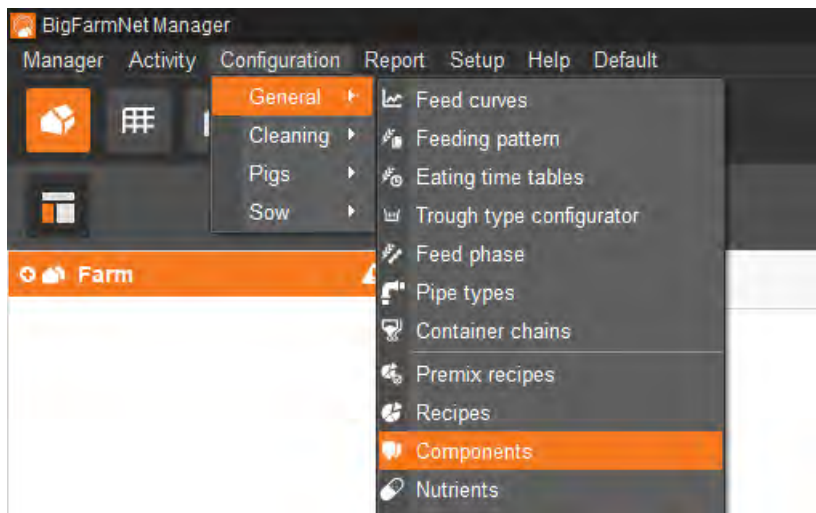 BigFarmNet Manager
Manager Activity Configuration Report Setup Help Default
General
Cleaning
Pigs
Sow
Feed curves
Feeding pattern
Eating time tables
Trough type configurator
Feed phase
Pipe types
Container chains
Premix recipes
Recipes
Components
Nutrients
Farm